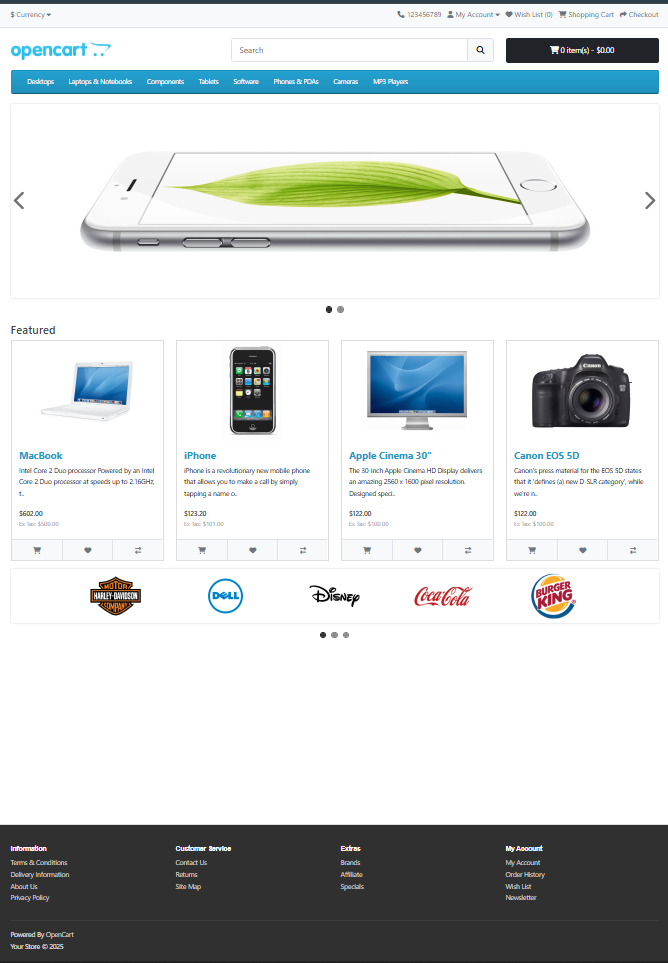 $ Currency
123456789 My Account Wish List (0) Shopping Cart Checkout
opencart
Search
0 item(s) - $0.00
Desktops Laptops & Notebooks Components Tablets Software Phones & PDAs Cameras MP3 Players
Featured
MacBook
Intel Core 2 Duo processor Powered by an Intel
Core 2 Duo processor at speeds up to 2.16GHz,
t..
$602.00
Ex Tax: $500.00
iPhone
iPhone is a revolutionary new mobile phone
that allows you to make a call by simply
tapping a name o..
$123.20
Ex Tax: $101.00
Apple Cinema 30"
The 30-inch Apple Cinema HD Display delivers
an amazing 2560 x 1600 pixel resolution.
Designed speci..
$122.00
Ex Tax: $100.00
Canon
Canon EOS 5D
Canon's press material for the EOS 5D states
that it 'defines (a) new D-SLR category', while
we're n..
$122.00
Ex Tax: $100.00
MOTOR
HARLEY-DAVIDSON
COMPANY
DELL
Disney
Coca-Cola
BURGER
KING
Information
Terms & Conditions
Delivery Information
About Us
Privacy Policy
Customer Service
Contact Us
Returns
Site Map
Extras
Brands
Affiliate
Specials
My Account
My Account
Order History
Wish List
Newsletter
Powered By OpenCart
Your Store © 2025